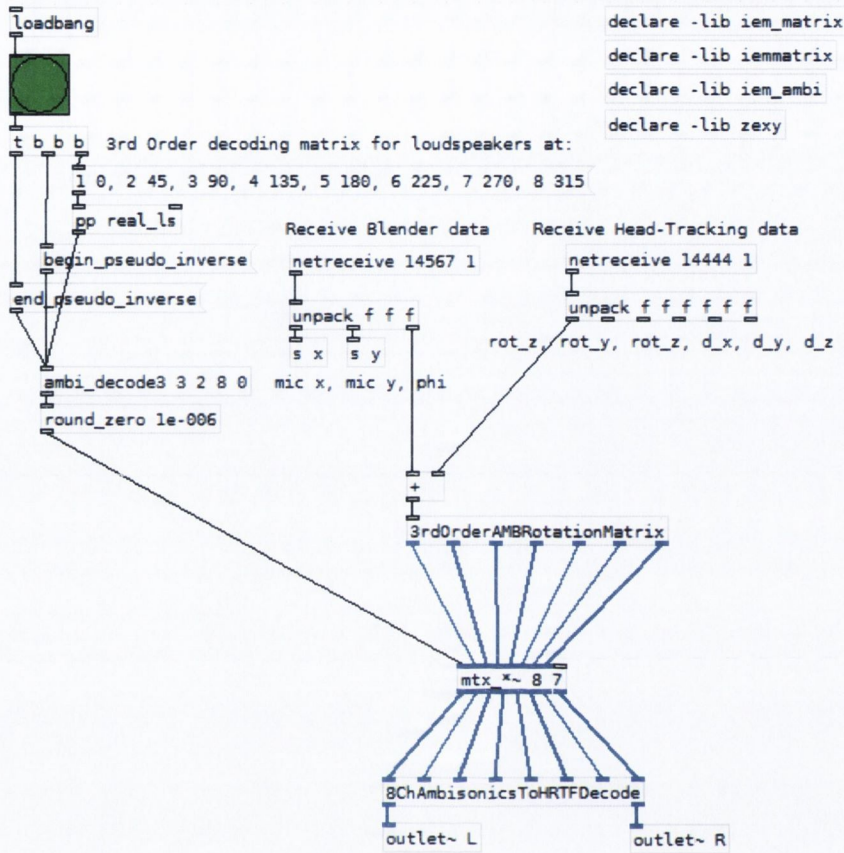 loadbang
declare -lib iem_matrix
declare -lib iemmatrix
declare -lib iem_ambi
declare -lib zexy
t b b b
3rd Order decoding matrix for loudspeakers at:
1 0, 2 45, 3 90, 4 135, 5 180, 6 225, 7 270, 8 315
pp real_ls
begin_pseudo_inverse
end_pseudo_inverse
ambi_decode3 3 2 8 0
round_zero 1e-006
Receive Blender data
netreceive 14567 1
unpack f f f
s x
s y
mic x, mic y, phi
Receive Head-Tracking data
netreceive 14444 1
unpack f f f f f f
rot_z, rot_y, rot_z, d_x, d_y, d_z
+
3rdOrderAMBRotationMatrix
mtx_*~ 8 7
8ChAmbisonicsToHRTFDecode
outlet~ L
outlet~ R